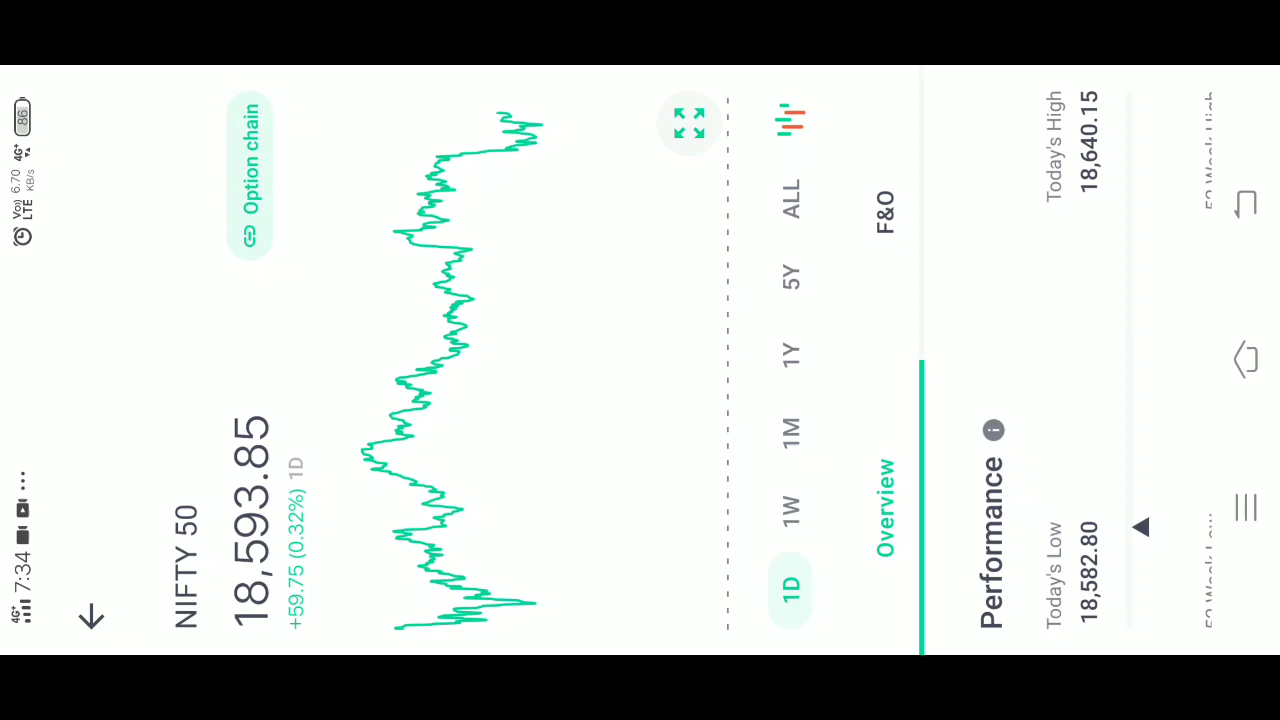 7:34
4G+
VoD
LTE
6.70
KB/s
4G+
86
NIFTY 50
18,593.85
+59.75 (0.32%) 1D
Option chain
1D
1W
1M
1Y
5Y
ALL
Overview
F&O
Performance
Today's Low
Today's High
18,582.80
18,640.15